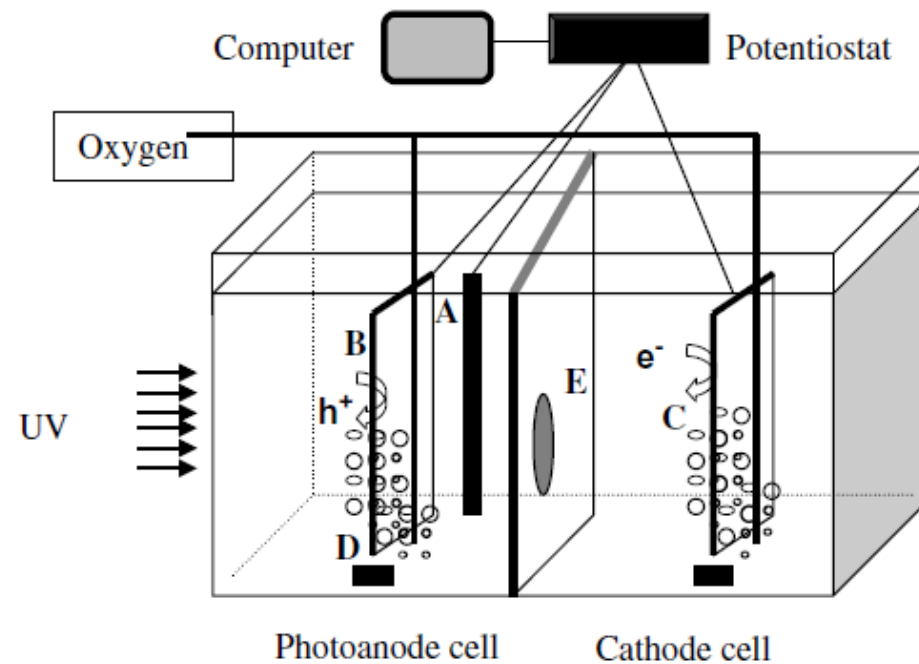 Computer
Potentiostat
Oxygen
A
B
E
e⁻
h⁺
C
UV
D
Photoanode cell
Cathode cell